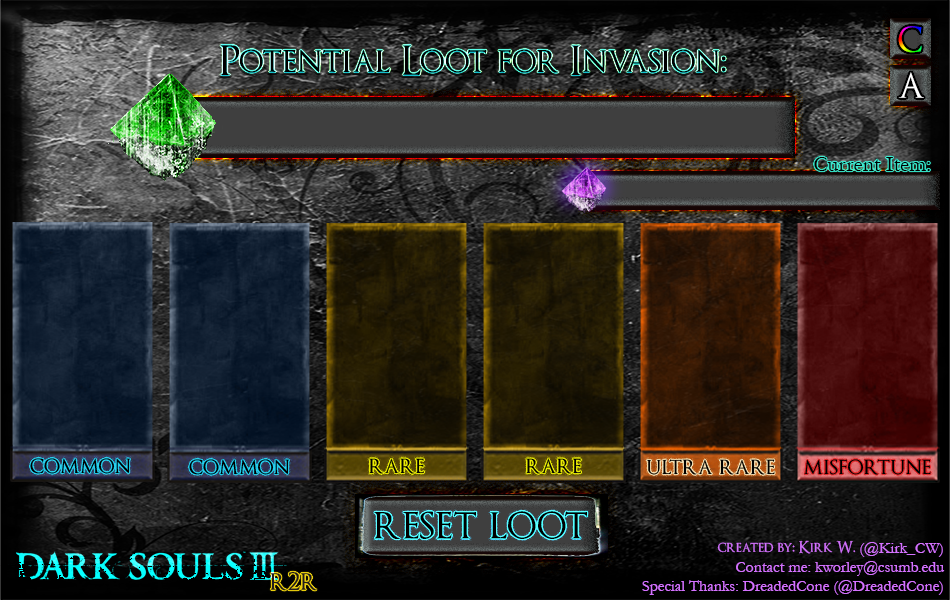 C
Potential Loot for Invasion:
A
Current Item:
COMMON
COMMON
RARE
RARE
ULTRA RARE
MISFORTUNE
RESET LOOT
DARK SOULS III
R2R
CREATED BY: KIRK W. (@Kirk_CW)
Contact me: kworley@csumb.edu
Special Thanks: DreadedCone (@DreadedCone)